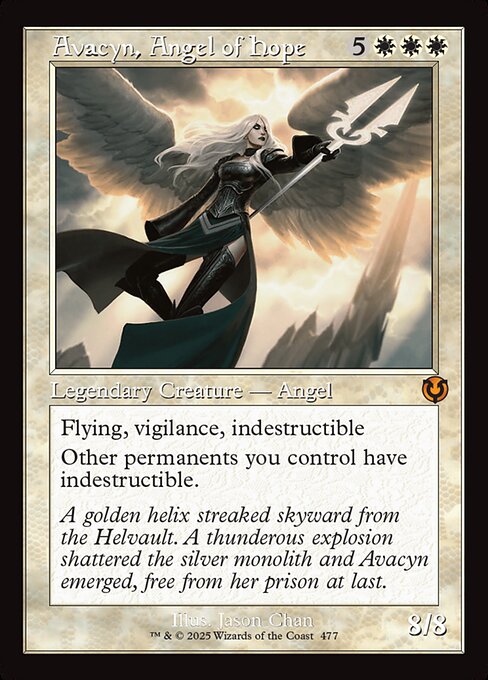 Avacyn, Angel of Hope 5
Legendary Creature — Angel
Flying, vigilance, indestructible
Other permanents you control have
indestructible.
A golden helix streaked skyward from
the Helvault. A thunderous explosion
shattered the silver monolith and Avacyn
emerged, free from her prison at last.
Illus. Jason Chan
™ & © 2025 Wizards of the Coast 477
8/8